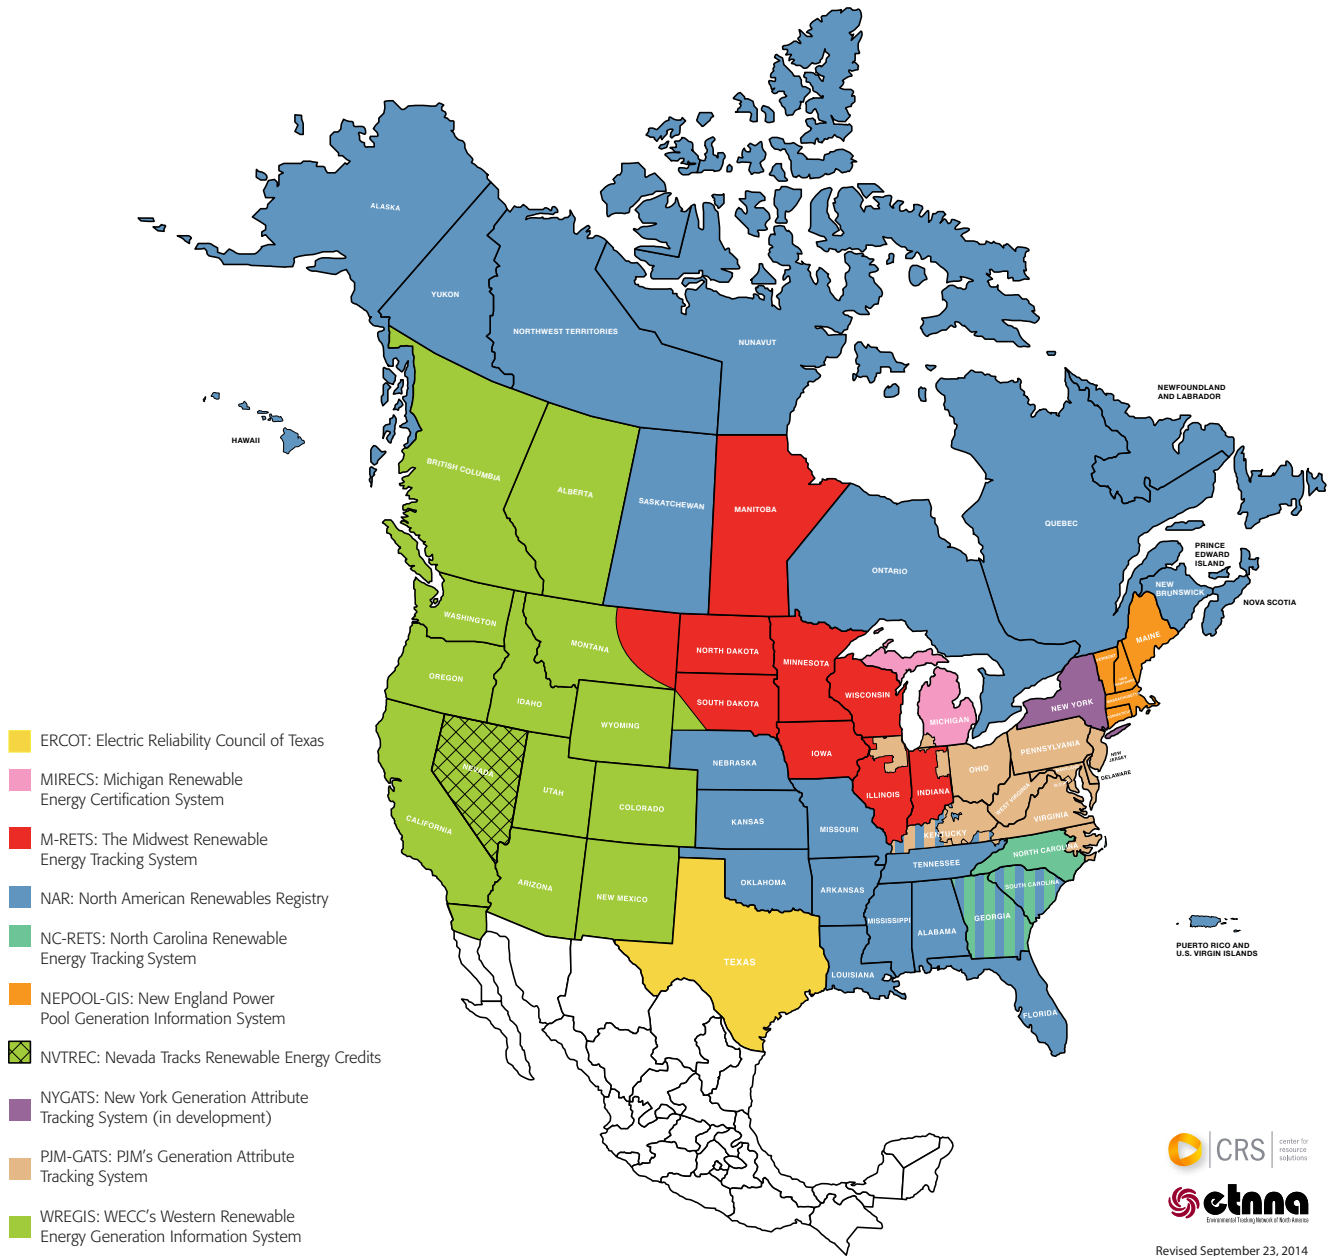 ALASKA
YUKON
NORTHWEST TERRITORIES
NUNAVUT
HAWAII
BRITISH COLUMBIA
ALBERTA
SASKATCHEWAN
MANITOBA
ONTARIO
QUEBEC
NEWFOUNDLAND
AND LABRADOR
PRINCE
EDWARD
ISLAND
NEW
BRUNSWICK
NOVA SCOTIA
WASHINGTON
MONTANA
NORTH DAKOTA
MINNESOTA
MAINE
OREGON
IDAHO
WYOMING
SOUTH DAKOTA
WISCONSIN
MICHIGAN
NEW YORK
NEVADA
UTAH
COLORADO
NEBRASKA
IOWA
ILLINOIS
INDIANA
OHIO
PENNSYLVANIA
NEW
JERSEY
DELAWARE
WEST VIRGINIA
VIRGINIA
CALIFORNIA
KANSAS
MISSOURI
KENTUCKY
ARIZONA
NEW MEXICO
OKLAHOMA
ARKANSAS
TENNESSEE
NORTH CAROLINA
SOUTH CAROLINA
TEXAS
LOUISIANA
MISSISSIPPI
ALABAMA
GEORGIA
FLORIDA
PUERTO RICO AND
U.S. VIRGIN ISLANDS
ERCOT: Electric Reliability Council of Texas
MIRECS: Michigan Renewable
Energy Certification System
M-RETS: The Midwest Renewable
Energy Tracking System
NAR: North American Renewables Registry
NC-RETS: North Carolina Renewable
Energy Tracking System
NEPOOL-GIS: New England Power
Pool Generation Information System
NVTREC: Nevada Tracks Renewable Energy Credits
NYGATS: New York Generation Attribute
Tracking System (in development)
PJM-GATS: PJM's Generation Attribute
Tracking System
WREGIS: WECC's Western Renewable
Energy Generation Information System
CRS
center for
resource
solutions
etnna
Environmental Tracking Network of North America
Revised September 23, 2014